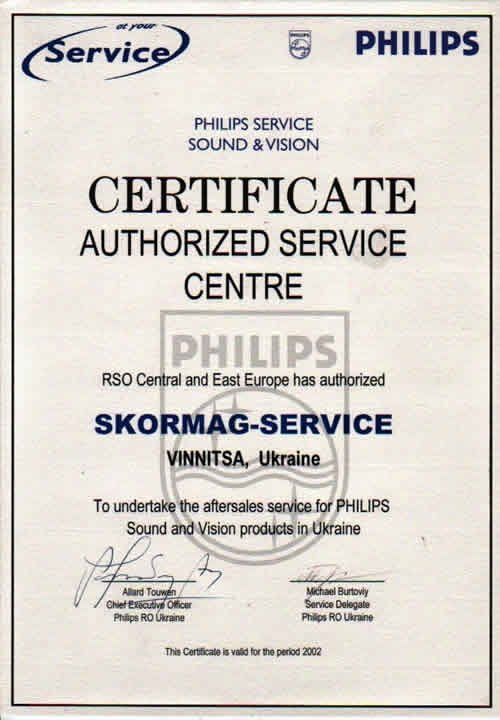 at your
Service
PHILIPS
PHILIPS
PHILIPS SERVICE
SOUND & VISION
CERTIFICATE
AUTHORIZED SERVICE
CENTRE
PHILIPS
RSO Central and East Europe has authorized
SKORMAG-SERVICE
VINNITSA, Ukraine
To undertake the aftersales service for PHILIPS
Sound and Vision products in Ukraine
Allard Touwen
Chief Executive Officer
Philips RO Ukraine
Michael Burtoviy
Service Delegate
Philips RO Ukraine
This Certificate is valid for the period 2002